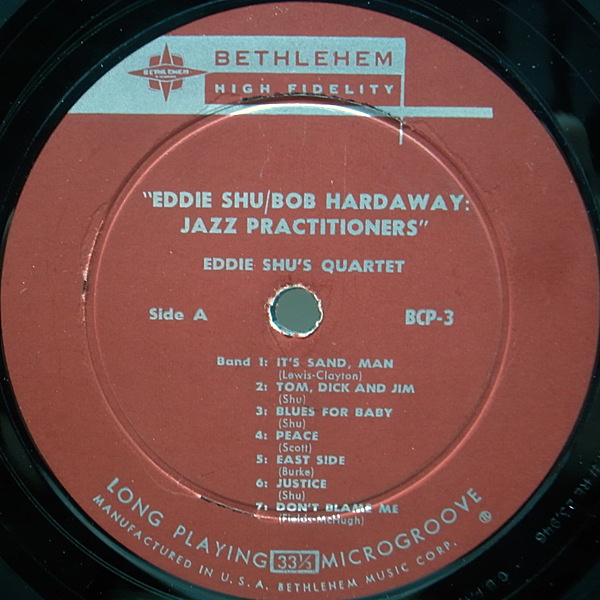 BETHLEHEM
BETHLEHEM
HIGH FIDELITY
"EDDIE SHU/BOB HARDAWAY:
JAZZ PRACTITIONERS"
EDDIE SHU'S QUARTET
Side A BCP-3
Band 1: IT'S SAND, MAN
(Lewis-Clayton)
2: TOM, DICK AND JIM
(Shu)
3: BLUES FOR BABY
(Shu)
4: PEACE
(Scott)
5: EAST SIDE
(Burke)
6: JUSTICE
(Shu)
7: DON'T BLAME ME
(Fields-McHugh)
LONG PLAYING 33⅓ MICROGROOVE
MANUFACTURED IN U.S.A. BETHLEHEM MUSIC CORP.